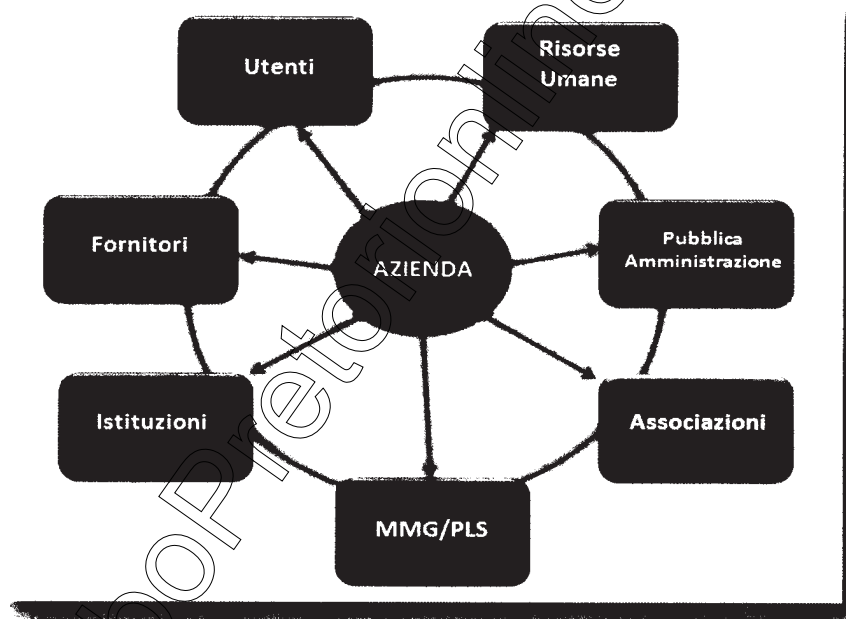 Utenti
Risorse
Umane
Fornitori
AZIENDA
Pubblica
Amministrazione
Istituzioni
Associazioni
MMG/PLS